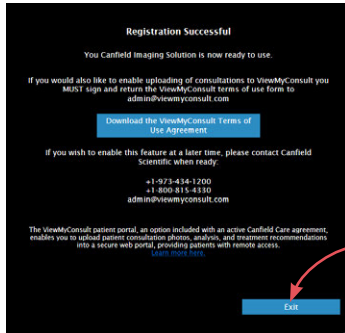 Registration Successful
You Canfield Imaging Solution is now ready to use.
If you would also like to enable uploading of consultations to ViewMyConsult you
MUST sign and return the ViewMyConsult terms of use form to
admin@viewmyconsult.com
Download the ViewMyConsult Terms of
Use Agreement
If you wish to enable this feature at a later time, please contact Canfield
Scientific when ready:
+1-973-434-1200
+1-800-815-4330
admin@viewmyconsult.com
The ViewMyConsult patient portal, an option included with an active Canfield Care agreement,
enables you to upload patient consultation photos, analysis, and treatment recommendations
into a secure web portal, providing patients with remote access.
Learn more here.
Exit